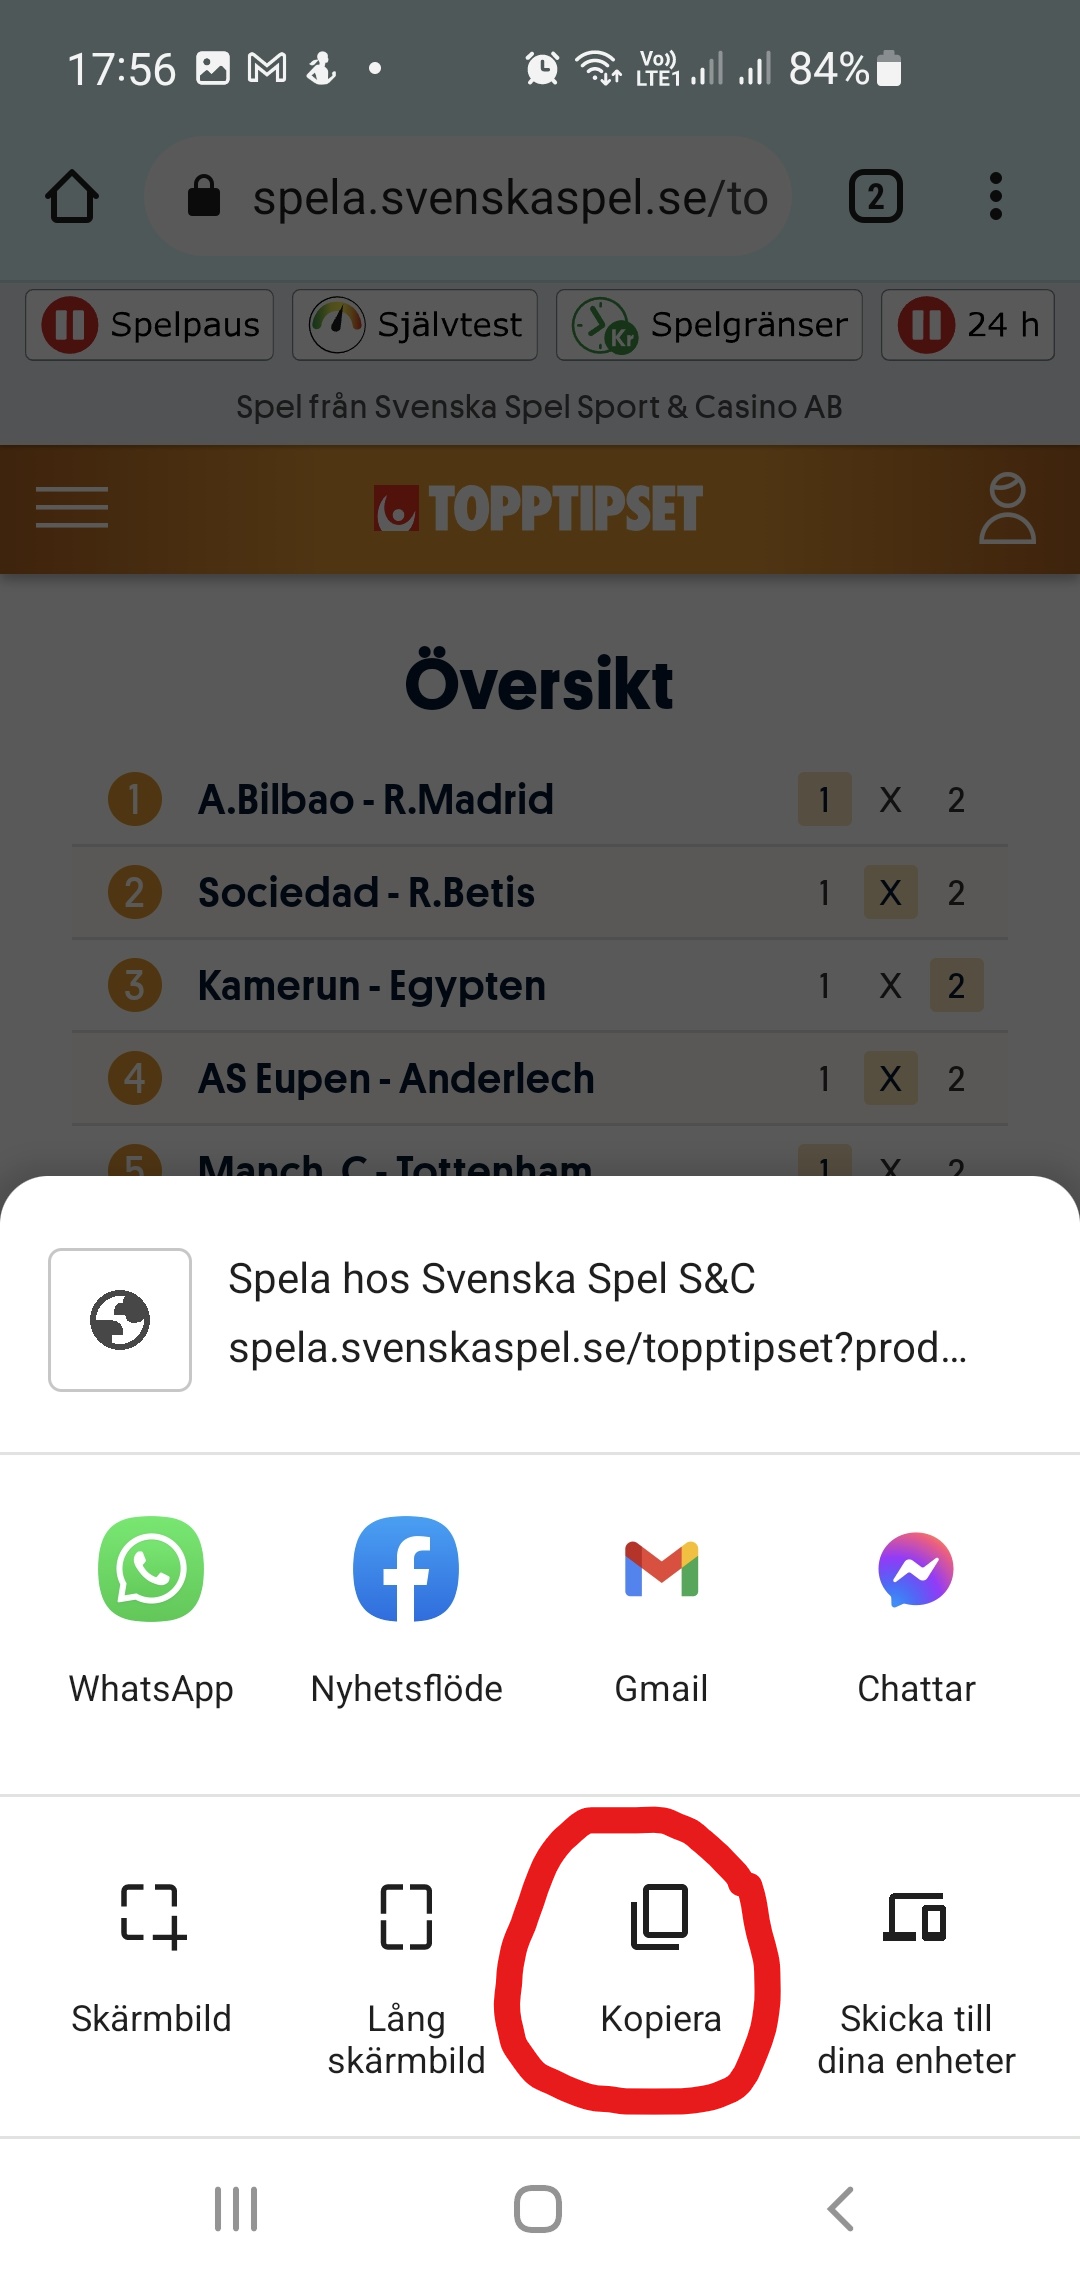 17:56
Vo)) LTE1
84%
spela.svenskaspel.se/to
2
Spelpaus
Självtest
Kr
Spelgränser
24 h
Spel från Svenska Spel Sport & Casino AB
TOPPTIPSET
Översikt
1 A.Bilbao - R.Madrid 1 X 2
2 Sociedad - R.Betis 1 X 2
3 Kamerun - Egypten 1 X 2
4 AS Eupen - Anderlech 1 X 2
5 Manch. C - Tottenham 1 X 2
Spela hos Svenska Spel S&C
spela.svenskaspel.se/topptipset?prod...
WhatsApp
Nyhetsflöde
Gmail
Chattar
Skärmbild
Lång
skärmbild
Kopiera
Skicka till
dina enheter